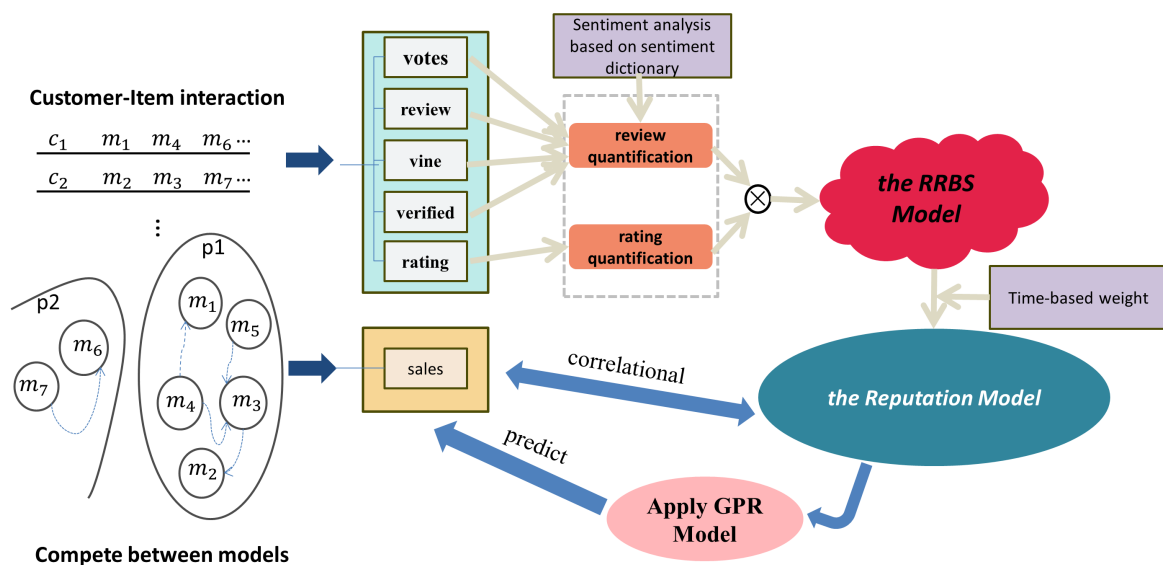 Customer-Item interaction
c₁ m₁ m₄ m₆ ...
c₂ m₂ m₃ m₇ ...
⋮
p1
m₁
m₅
m₄
m₃
m₂
p2
m₆
m₇
Compete between models
votes
review
vine
verified
rating
sales
Sentiment analysis
based on sentiment
dictionary
review
quantification
rating
quantification
the RRBS
Model
Time-based weight
the Reputation Model
correlational
predict
Apply GPR
Model